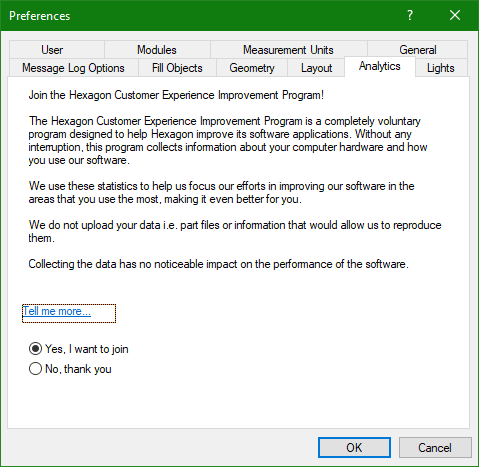 Preferences
?
User Modules Measurement Units General
Message Log Options Fill Objects Geometry Layout Analytics Lights
Join the Hexagon Customer Experience Improvement Program!
The Hexagon Customer Experience Improvement Program is a completely voluntary
program designed to help Hexagon improve its software applications. Without any
interruption, this program collects information about your computer hardware and how
you use our software.
We use these statistics to help us focus our efforts in improving our software in the
areas that you use the most, making it even better for you.
We do not upload your data i.e. part files or information that would allow us to reproduce
them.
Collecting the data has no noticeable impact on the performance of the software.
Tell me more...
Yes, I want to join
No, thank you
OK Cancel